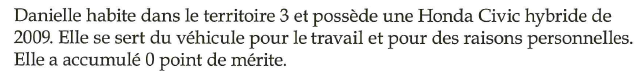 Danielle habite dans le territoire 3 et possède une Honda Civic hybride de
2009. Elle se sert du véhicule pour le travail et pour des raisons personnelles.
Elle a accumulé 0 point de mérite.